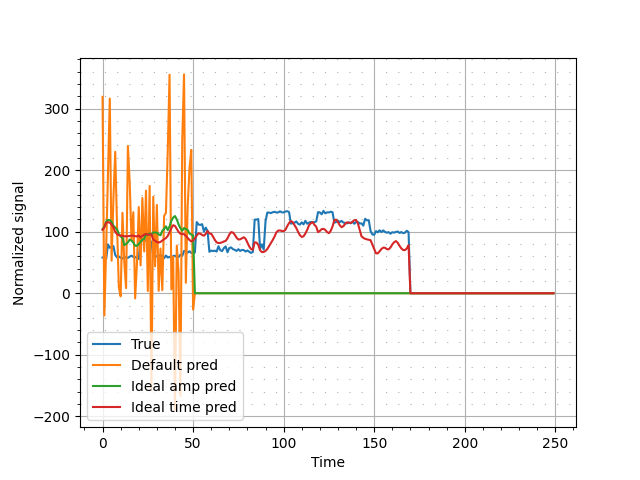 Normalized signal
300
200
100
0
−100
−200
0
50
100
150
200
250
Time
True
Default pred
Ideal amp pred
Ideal time pred